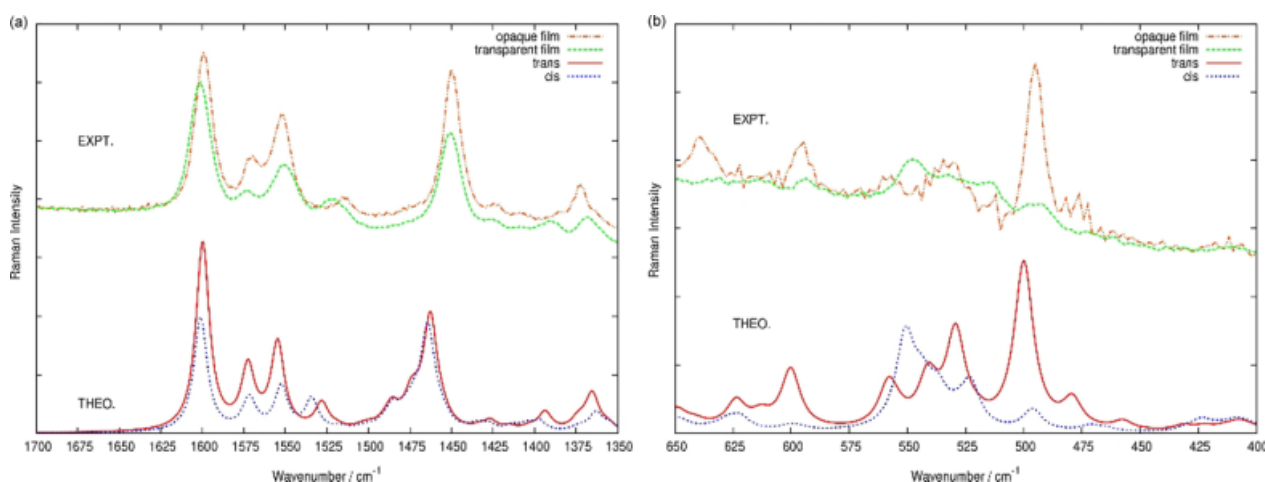 (a)
opaque film
transparent film
trans
cis
EXPT.
THEO.
Raman Intensity
1700 1675 1650 1625 1600 1575 1550 1525 1500 1475 1450 1425 1400 1375 1350
Wavenumber / cm-1
(b)
opaque film
transparent film
trans
cis
EXPT.
THEO.
Raman Intensity
650 625 600 575 550 525 500 475 450 425 400
Wavenumber / cm-1